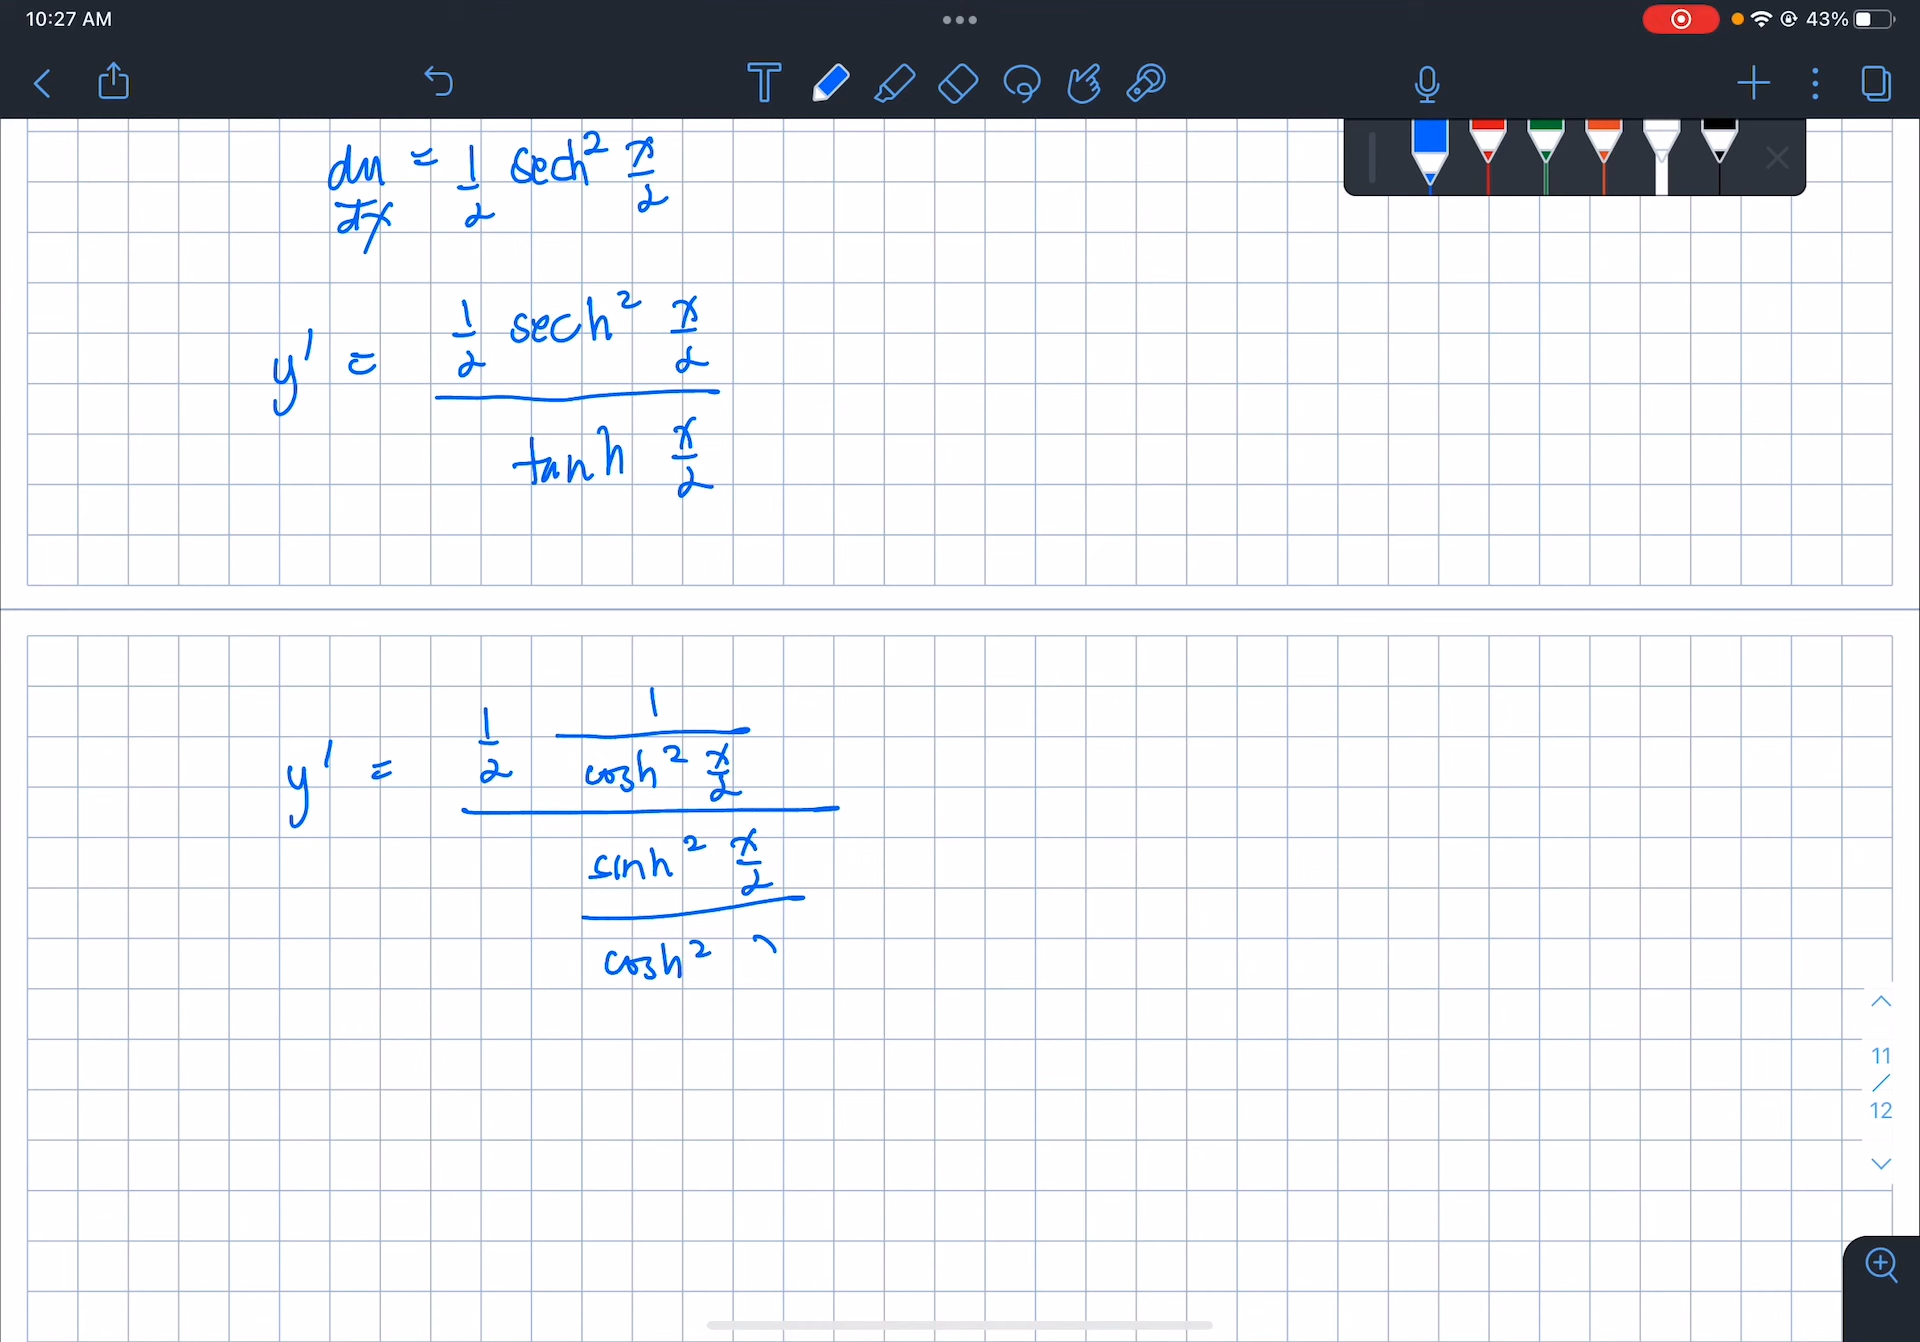 10:27 AM
43%
T
du/dx = 1/2 sech² x/2
y' = (1/2 sech² x/2) / (tanh x/2)
y' = (1/2 1/(cosh² x/2)) / ((sinh² x/2) / (cosh²
11
/
12